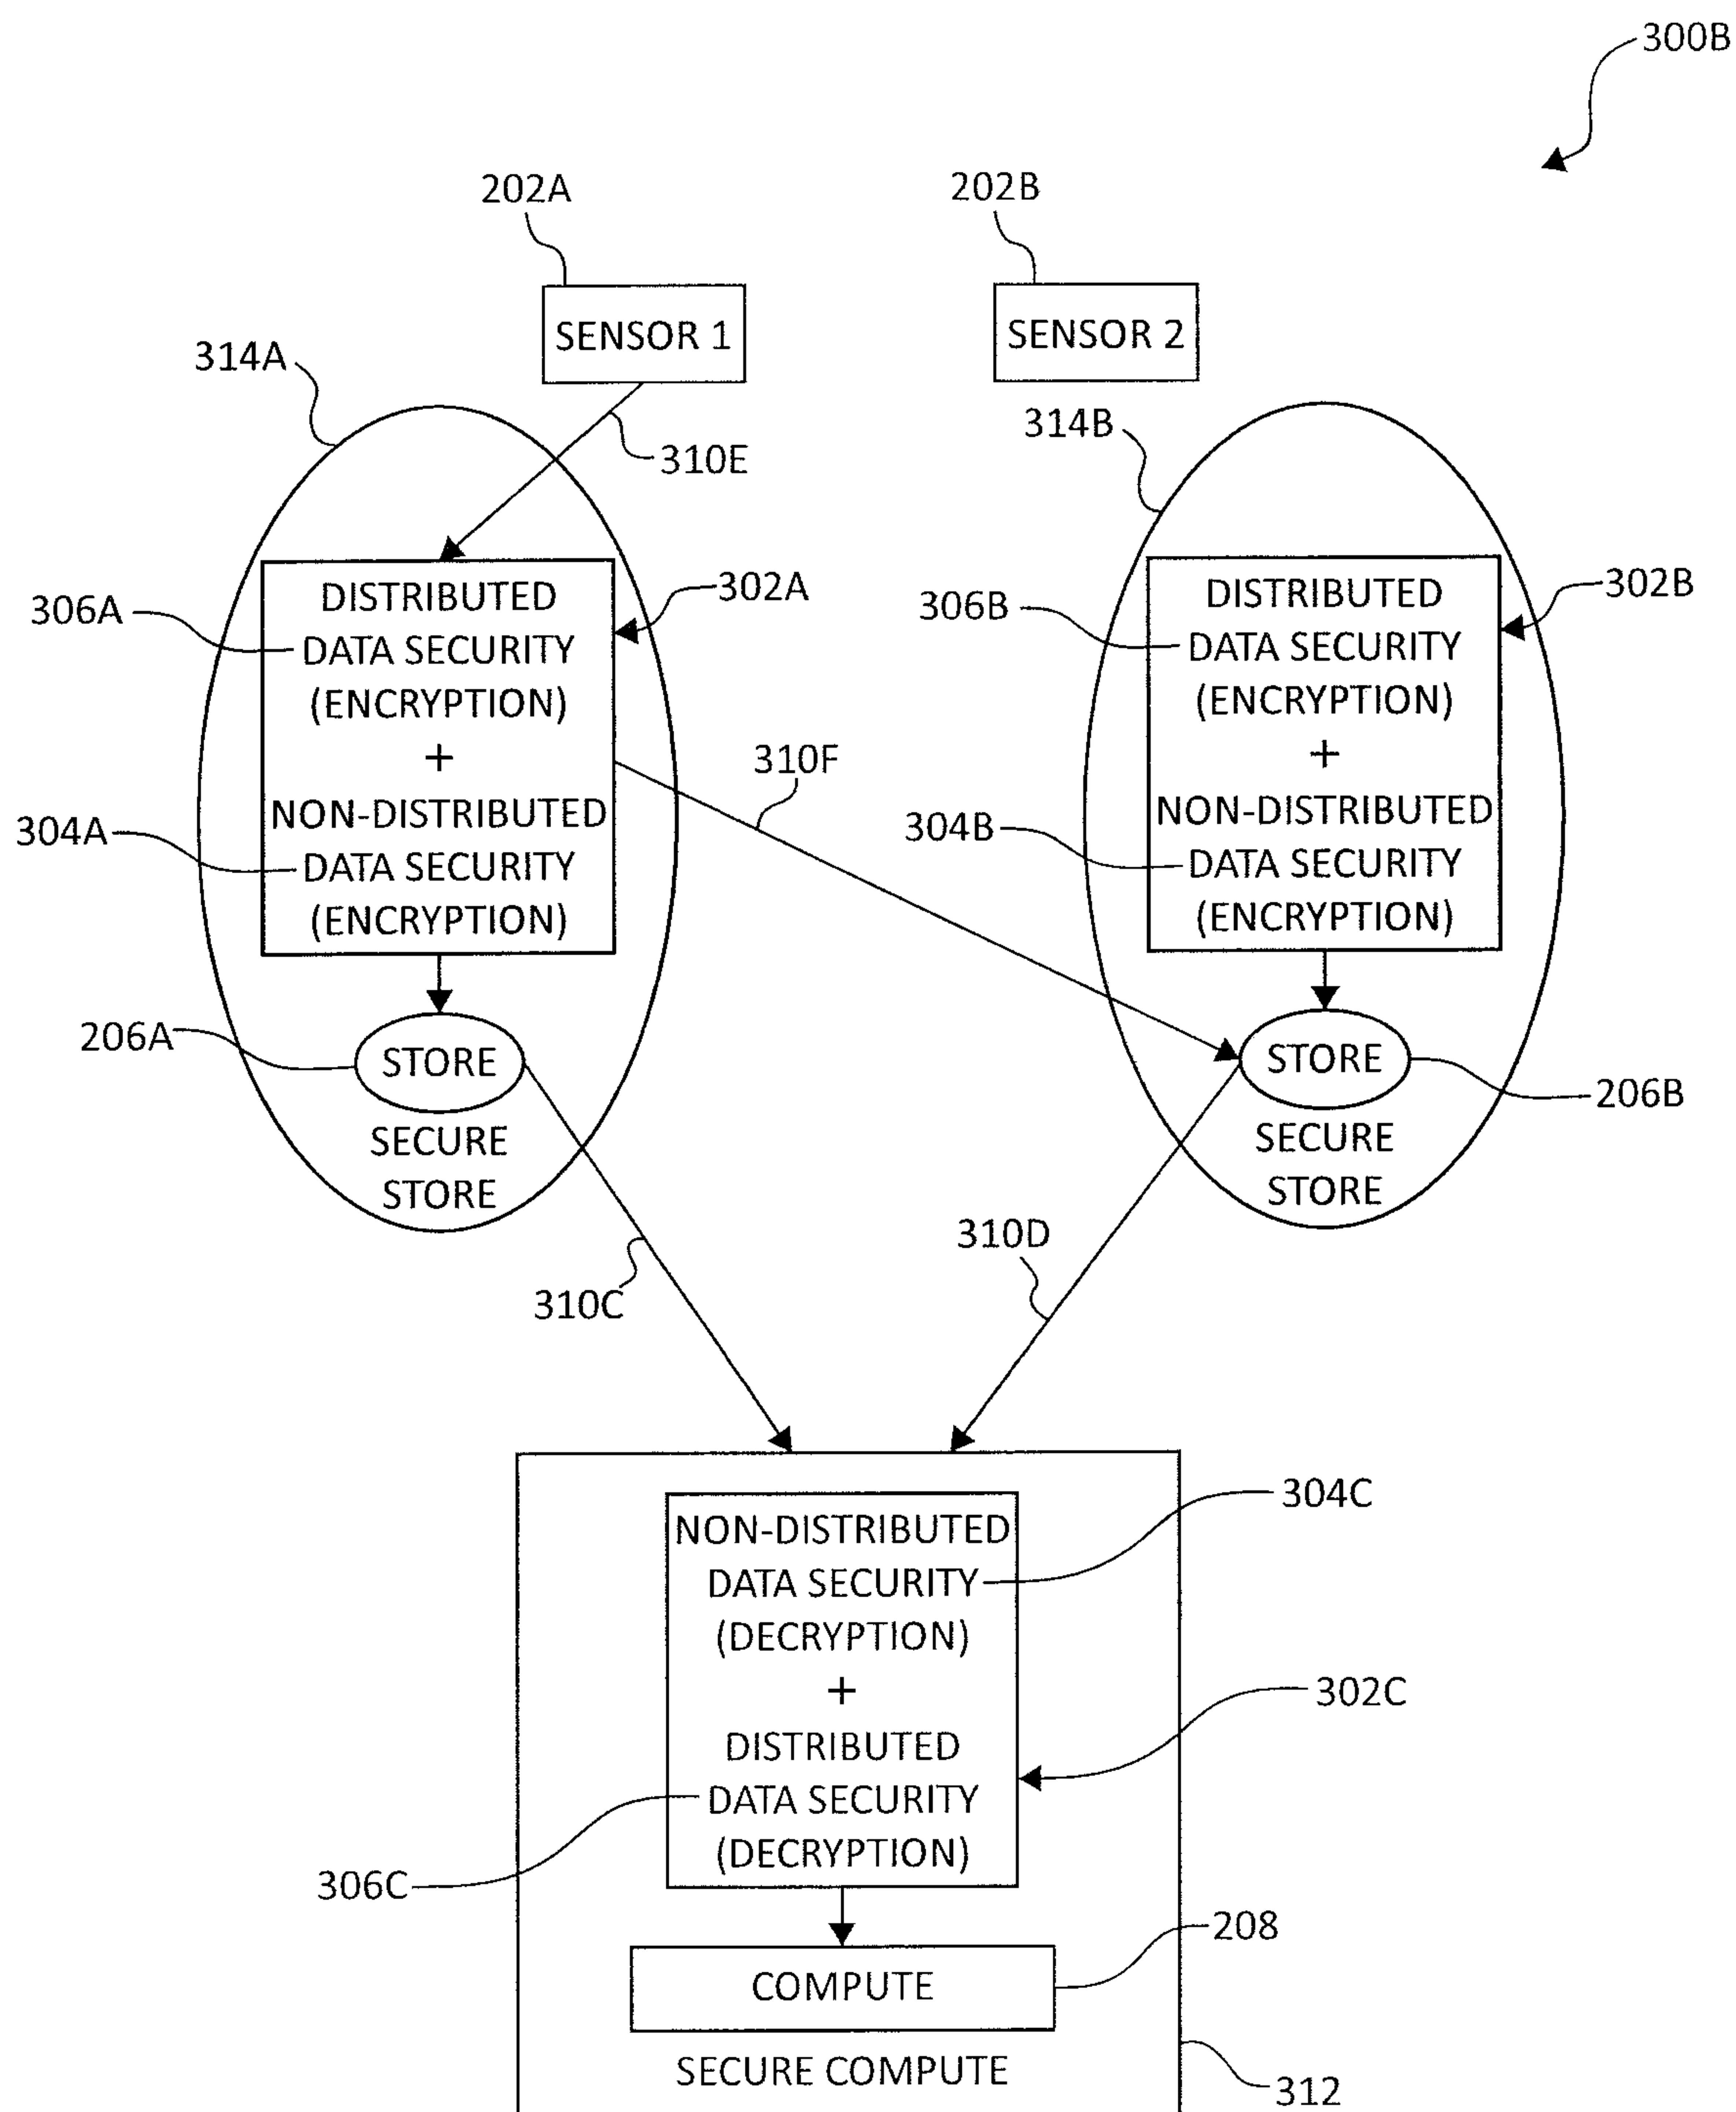 300B
202A
202B
SENSOR 1
SENSOR 2
314A
314B
310E
DISTRIBUTED
DATA SECURITY
(ENCRYPTION)
+
NON-DISTRIBUTED
DATA SECURITY
(ENCRYPTION)
302A
306A
304A
310F
DISTRIBUTED
DATA SECURITY
(ENCRYPTION)
+
NON-DISTRIBUTED
DATA SECURITY
(ENCRYPTION)
302B
306B
304B
206A
STORE
SECURE
STORE
STORE
206B
SECURE
STORE
310C
310D
NON-DISTRIBUTED
DATA SECURITY
(DECRYPTION)
+
DISTRIBUTED
DATA SECURITY
(DECRYPTION)
304C
302C
306C
208
COMPUTE
SECURE COMPUTE
312